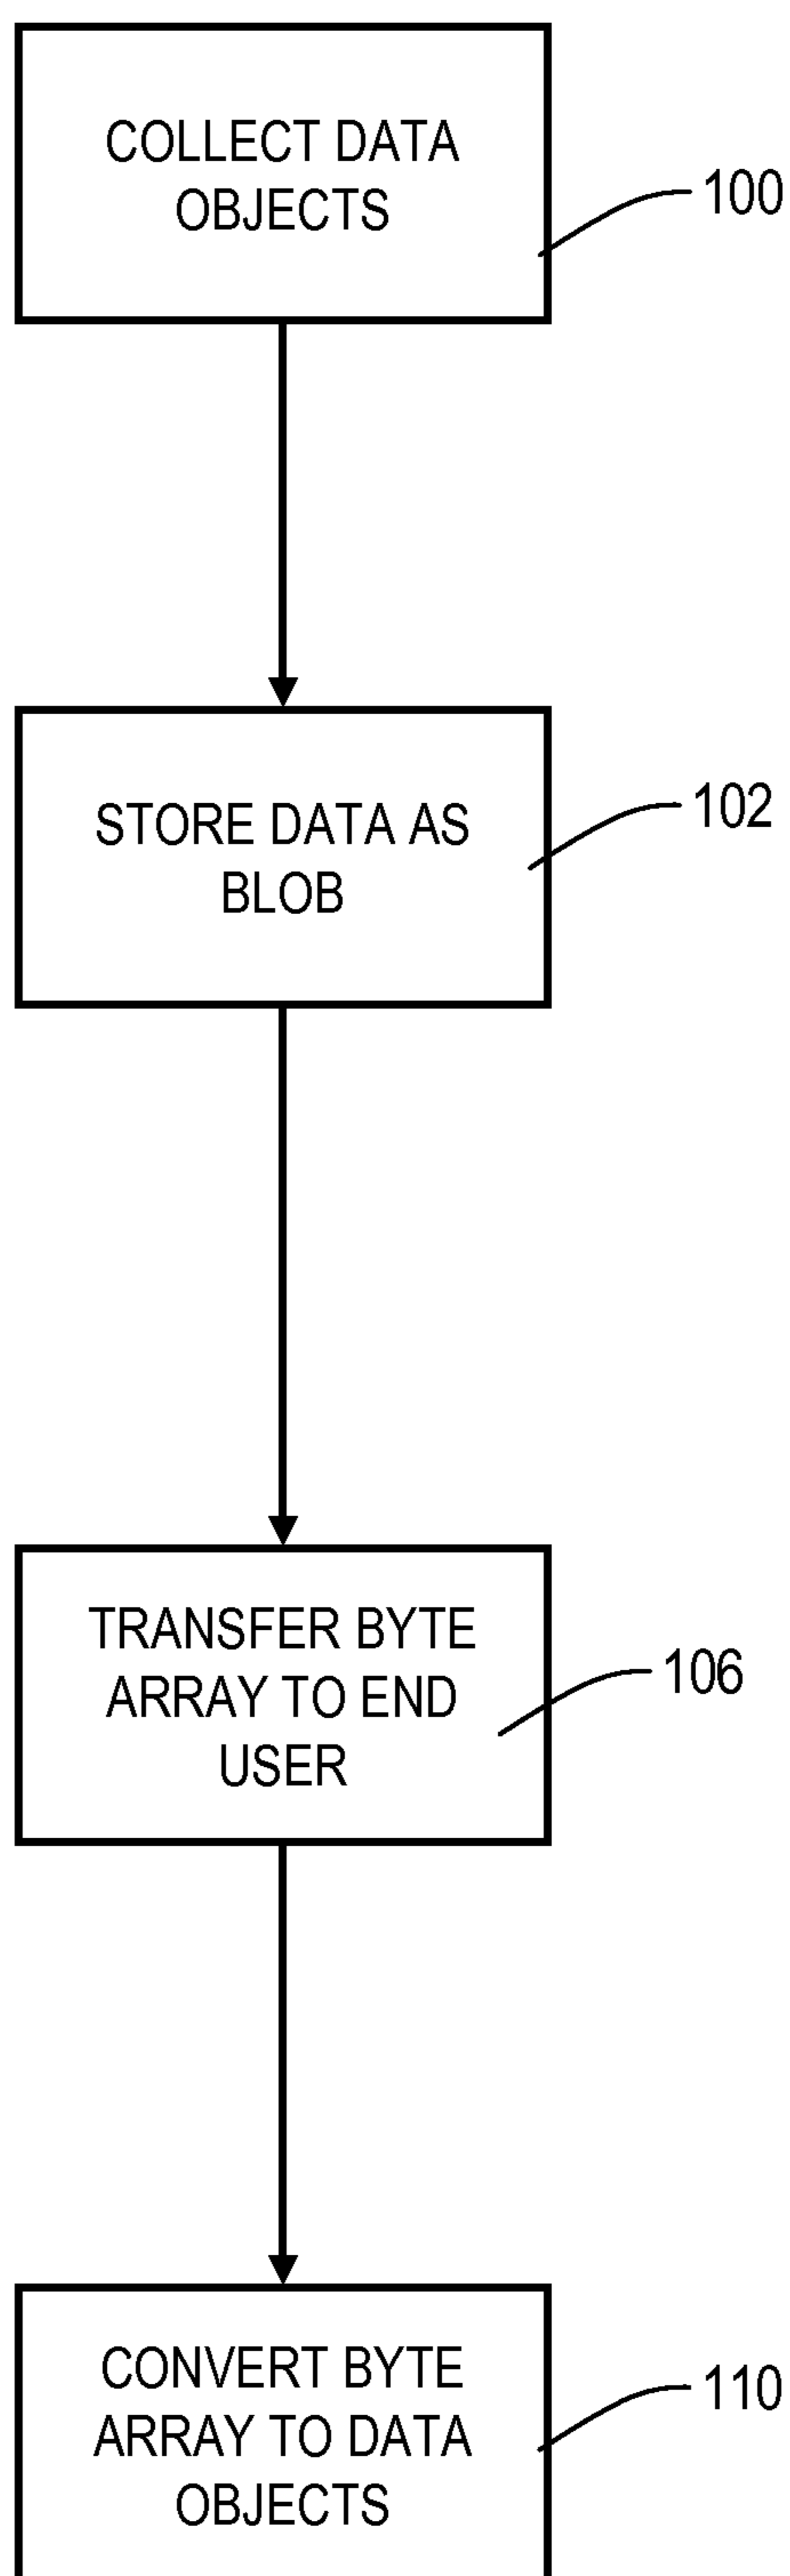 COLLECT DATA
OBJECTS
100
STORE DATA AS
BLOB
102
TRANSFER BYTE
ARRAY TO END
USER
106
CONVERT BYTE
ARRAY TO DATA
OBJECTS
110